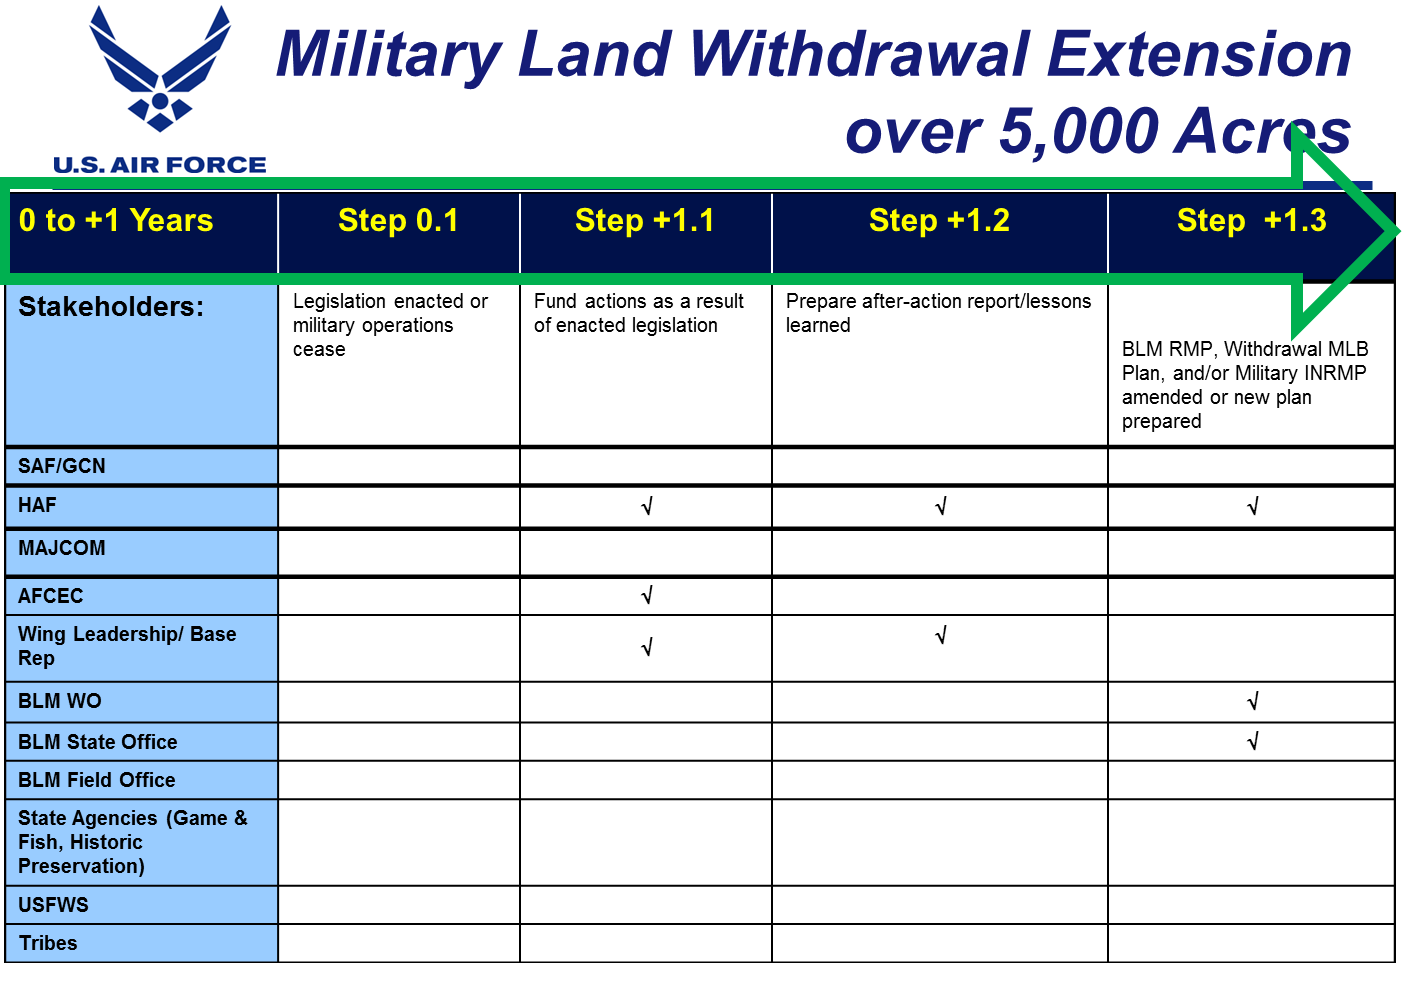 Military Land Withdrawal Extension
over 5,000 Acres
U.S. AIR FORCE
0 to +1 Years
Step 0.1
Step +1.1
Step +1.2
Step +1.3
Stakeholders:
Legislation enacted or
military operations
cease
Fund actions as a result
of enacted legislation
Prepare after-action report/lessons
learned
BLM RMP, Withdrawal MLB
Plan, and/or Military INRMP
amended or new plan
prepared
SAF/GCN
HAF
√
√
√
MAJCOM
AFCEC
√
Wing Leadership/ Base
Rep
√
√
BLM WO
√
BLM State Office
√
BLM Field Office
State Agencies (Game &
Fish, Historic
Preservation)
USFWS
Tribes